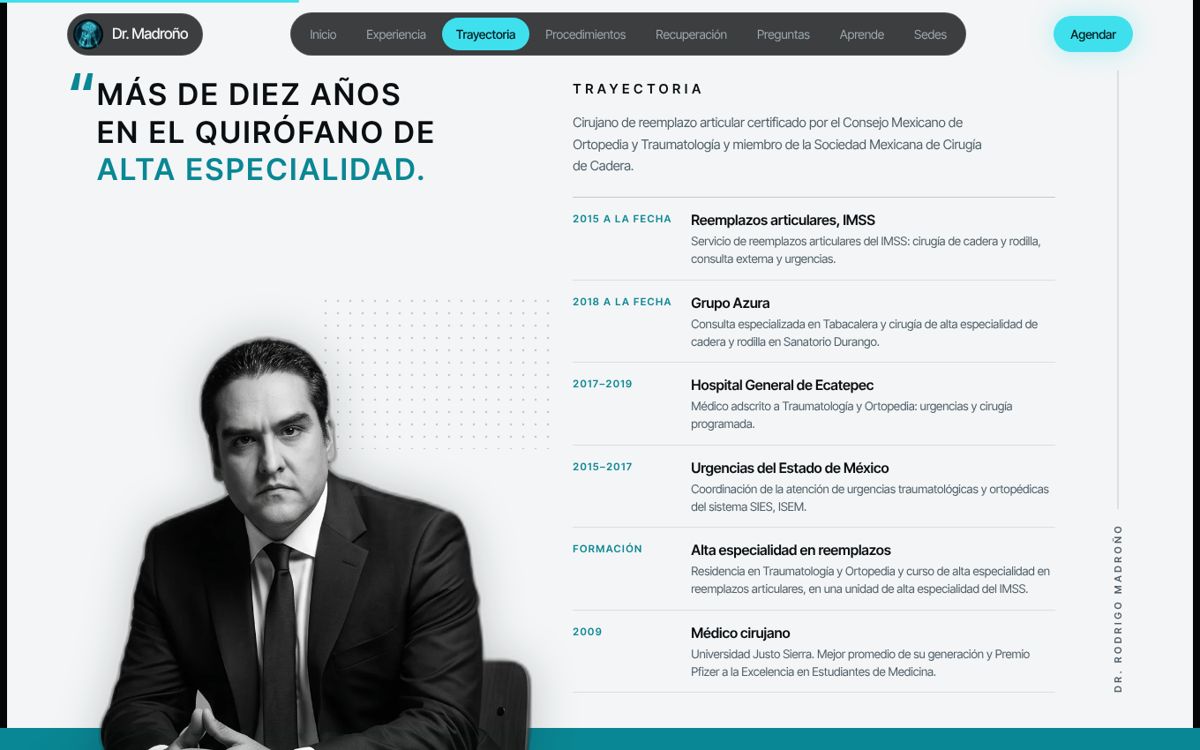 Dr. Madroño
Inicio
Experiencia
Trayectoria
Procedimientos
Recuperación
Preguntas
Aprende
Sedes
Agendar
“MÁS DE DIEZ AÑOS
EN EL QUIRÓFANO DE
ALTA ESPECIALIDAD.
TRAYECTORIA
Cirujano de reemplazo articular certificado por el Consejo Mexicano de
Ortopedia y Traumatología y miembro de la Sociedad Mexicana de Cirugía
de Cadera.
2015 A LA FECHA
Reemplazos articulares, IMSS
Servicio de reemplazos articulares del IMSS: cirugía de cadera y rodilla,
consulta externa y urgencias.
2018 A LA FECHA
Grupo Azura
Consulta especializada en Tabacalera y cirugía de alta especialidad de
cadera y rodilla en Sanatorio Durango.
2017–2019
Hospital General de Ecatepec
Médico adscrito a Traumatología y Ortopedia: urgencias y cirugía
programada.
2015–2017
Urgencias del Estado de México
Coordinación de la atención de urgencias traumatológicas y ortopédicas
del sistema SIES, ISEM.
FORMACIÓN
Alta especialidad en reemplazos
Residencia en Traumatología y Ortopedia y curso de alta especialidad en
reemplazos articulares, en una unidad de alta especialidad del IMSS.
2009
Médico cirujano
Universidad Justo Sierra. Mejor promedio de su generación y Premio
Pfizer a la Excelencia en Estudiantes de Medicina.
DR. RODRIGO MADROÑO